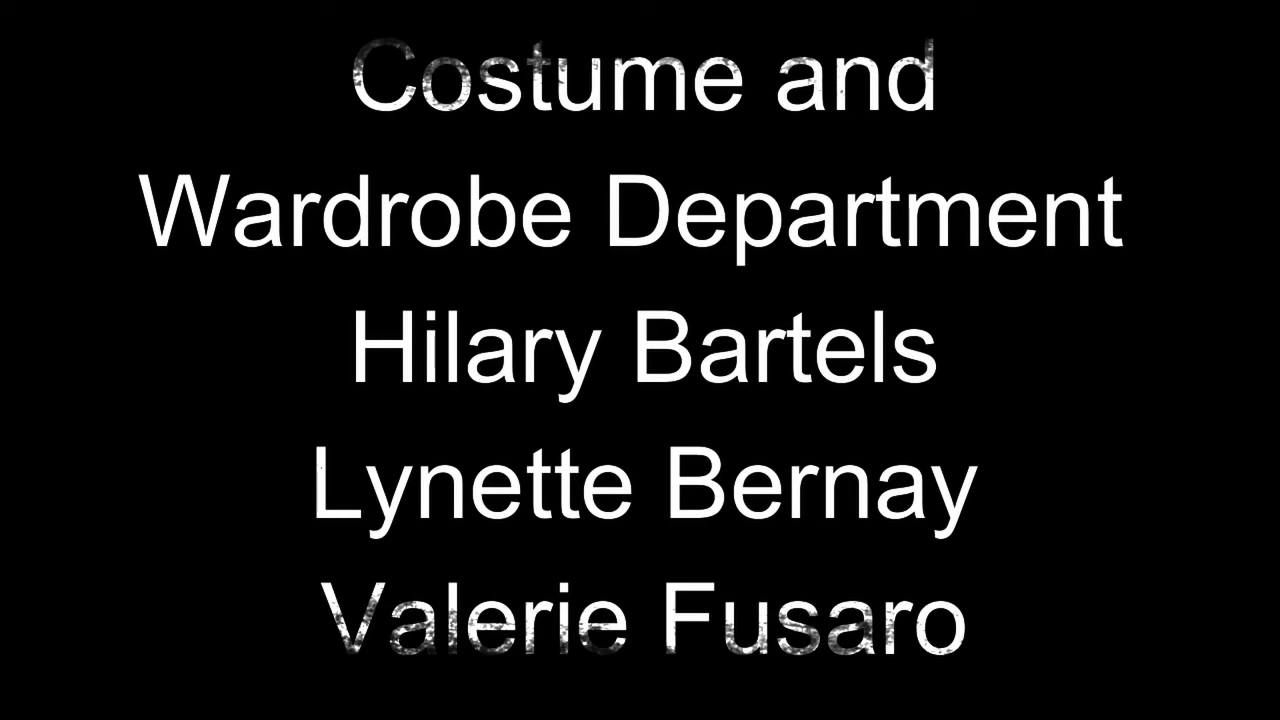 Costume and
Wardrobe Department
Hilary Bartels
Lynette Bernay
Valerie Fusaro